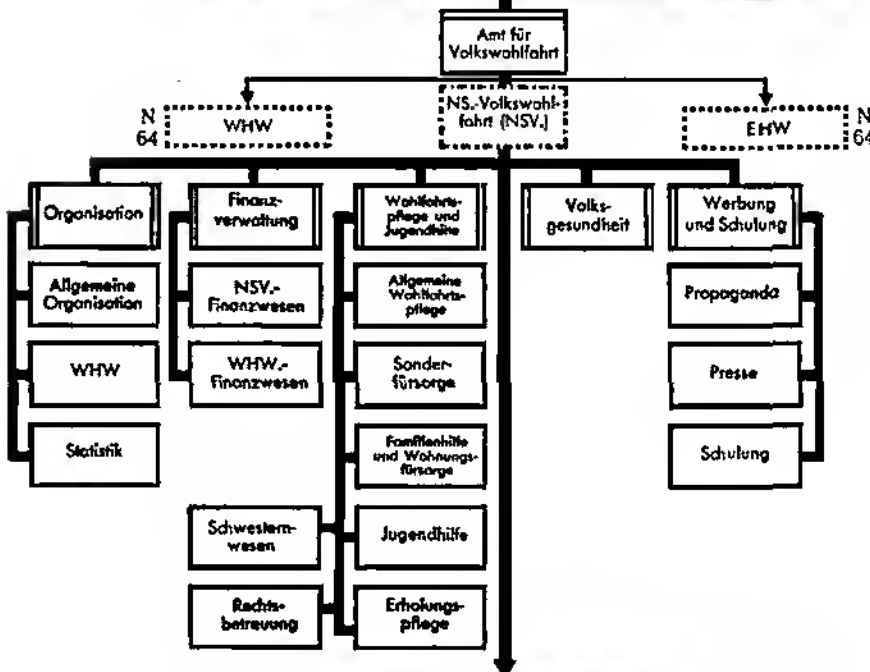 Amt für
Volkswohlfahrt
N
64
WHW
NS.-Volkswohl-
fahrt (NSV.)
EHW
N
64
Organisation
Finanz-
verwaltung
Wohlfahrts-
pflege und
Jugendhilfe
Volks-
gesundheit
Werbung
und Schulung
Allgemeine
Organisation
NSV.-
Finanzwesen
Allgemeine
Wohlfahrts-
pflege
Propaganda
WHW
WHW.-
Finanzwesen
Sonder-
fürsorge
Presse
Statistik
Familienhilfe
und Wohnungs-
fürsorge
Schulung
Schwestern-
wesen
Jugendhilfe
Rechts-
betreuung
Erholungs-
pflege